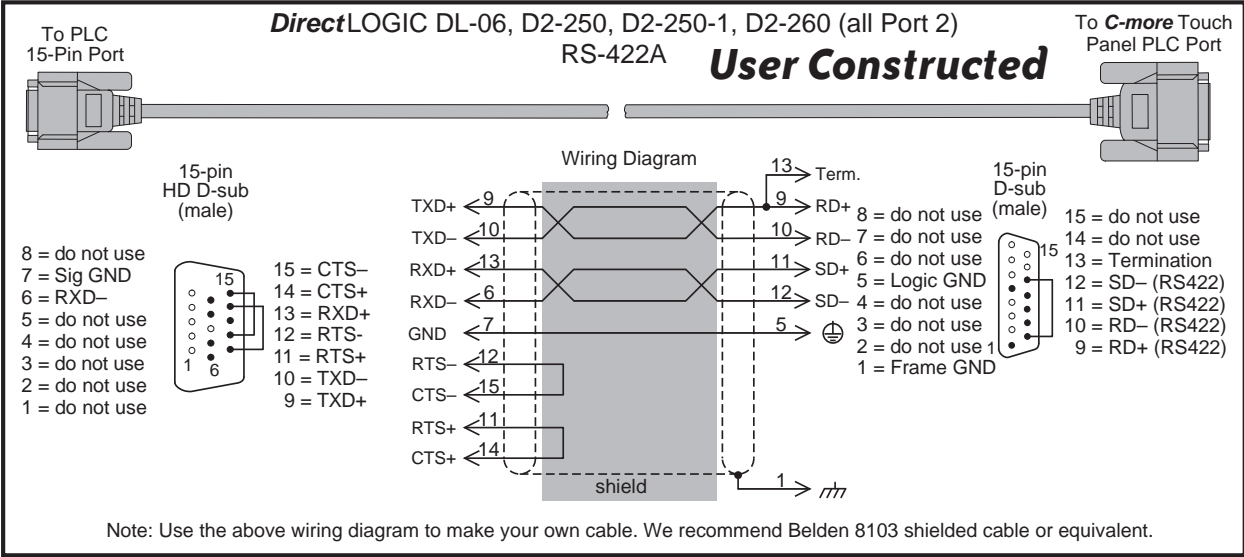 To PLC
15-Pin Port
DirectLOGIC DL-06, D2-250, D2-250-1, D2-260 (all Port 2)
RS-422A
User Constructed
To C-more Touch
Panel PLC Port
15-pin
HD D-sub
(male)
8 = do not use
7 = Sig GND
6 = RXD–
5 = do not use
4 = do not use
3 = do not use
2 = do not use
1 = do not use
15
1
6
15 = CTS–
14 = CTS+
13 = RXD+
12 = RTS-
11 = RTS+
10 = TXD–
9 = TXD+
Wiring Diagram
TXD+ 9
TXD– 10
RXD+ 13
RXD– 6
GND 7
RTS– 12
CTS– 15
RTS+ 11
CTS+ 14
shield
13 Term.
9 RD+
10 RD–
11 SD+
12 SD–
5
1
8 = do not use
7 = do not use
6 = do not use
5 = Logic GND
4 = do not use
3 = do not use
2 = do not use
1 = Frame GND
15-pin
D-sub
(male)
15
1
15 = do not use
14 = do not use
13 = Termination
12 = SD– (RS422)
11 = SD+ (RS422)
10 = RD– (RS422)
9 = RD+ (RS422)
Note: Use the above wiring diagram to make your own cable. We recommend Belden 8103 shielded cable or equivalent.